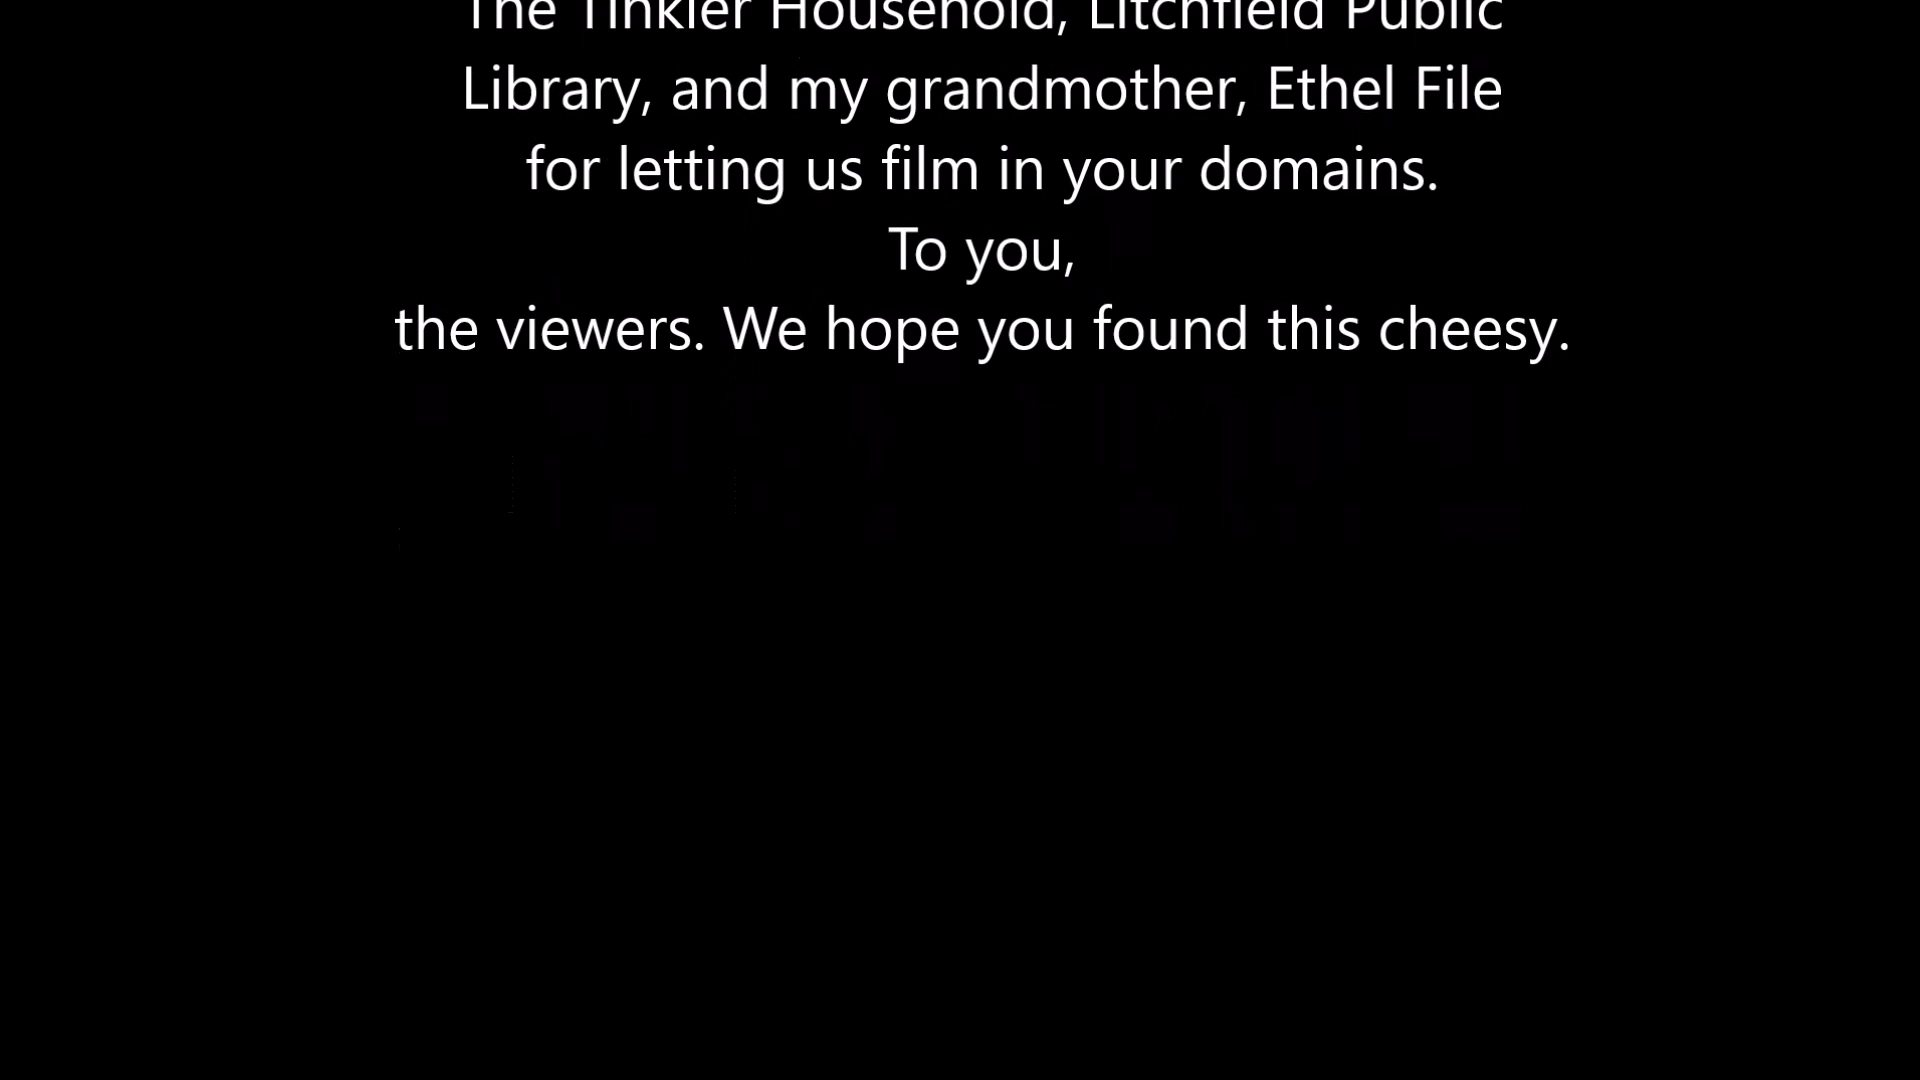 The Tinkler Household, Litchfield Public
Library, and my grandmother, Ethel File
for letting us film in your domains.
To you,
the viewers. We hope you found this cheesy.